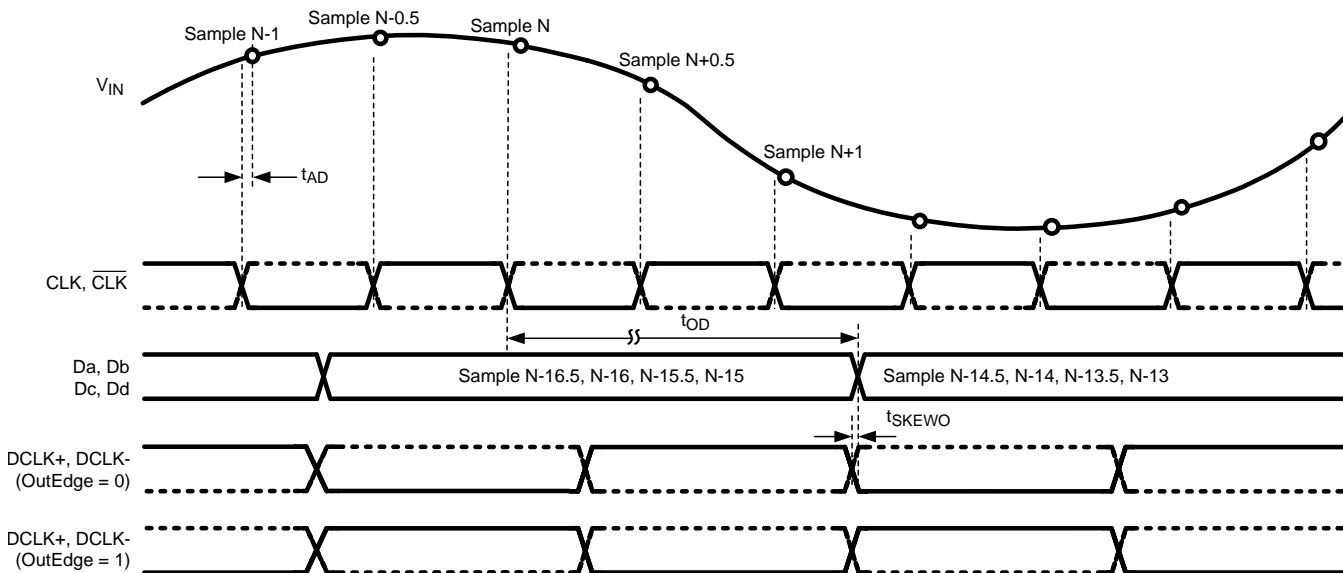 Sample N-1
Sample N-0.5
Sample N
Sample N+0.5
VIN
Sample N+1
tAD
CLK, CLK
tOD
Da, Db
Dc, Dd
Sample N-16.5, N-16, N-15.5, N-15
Sample N-14.5, N-14, N-13.5, N-13
tSKEWO
DCLK+, DCLK-
(OutEdge = 0)
DCLK+, DCLK-
(OutEdge = 1)